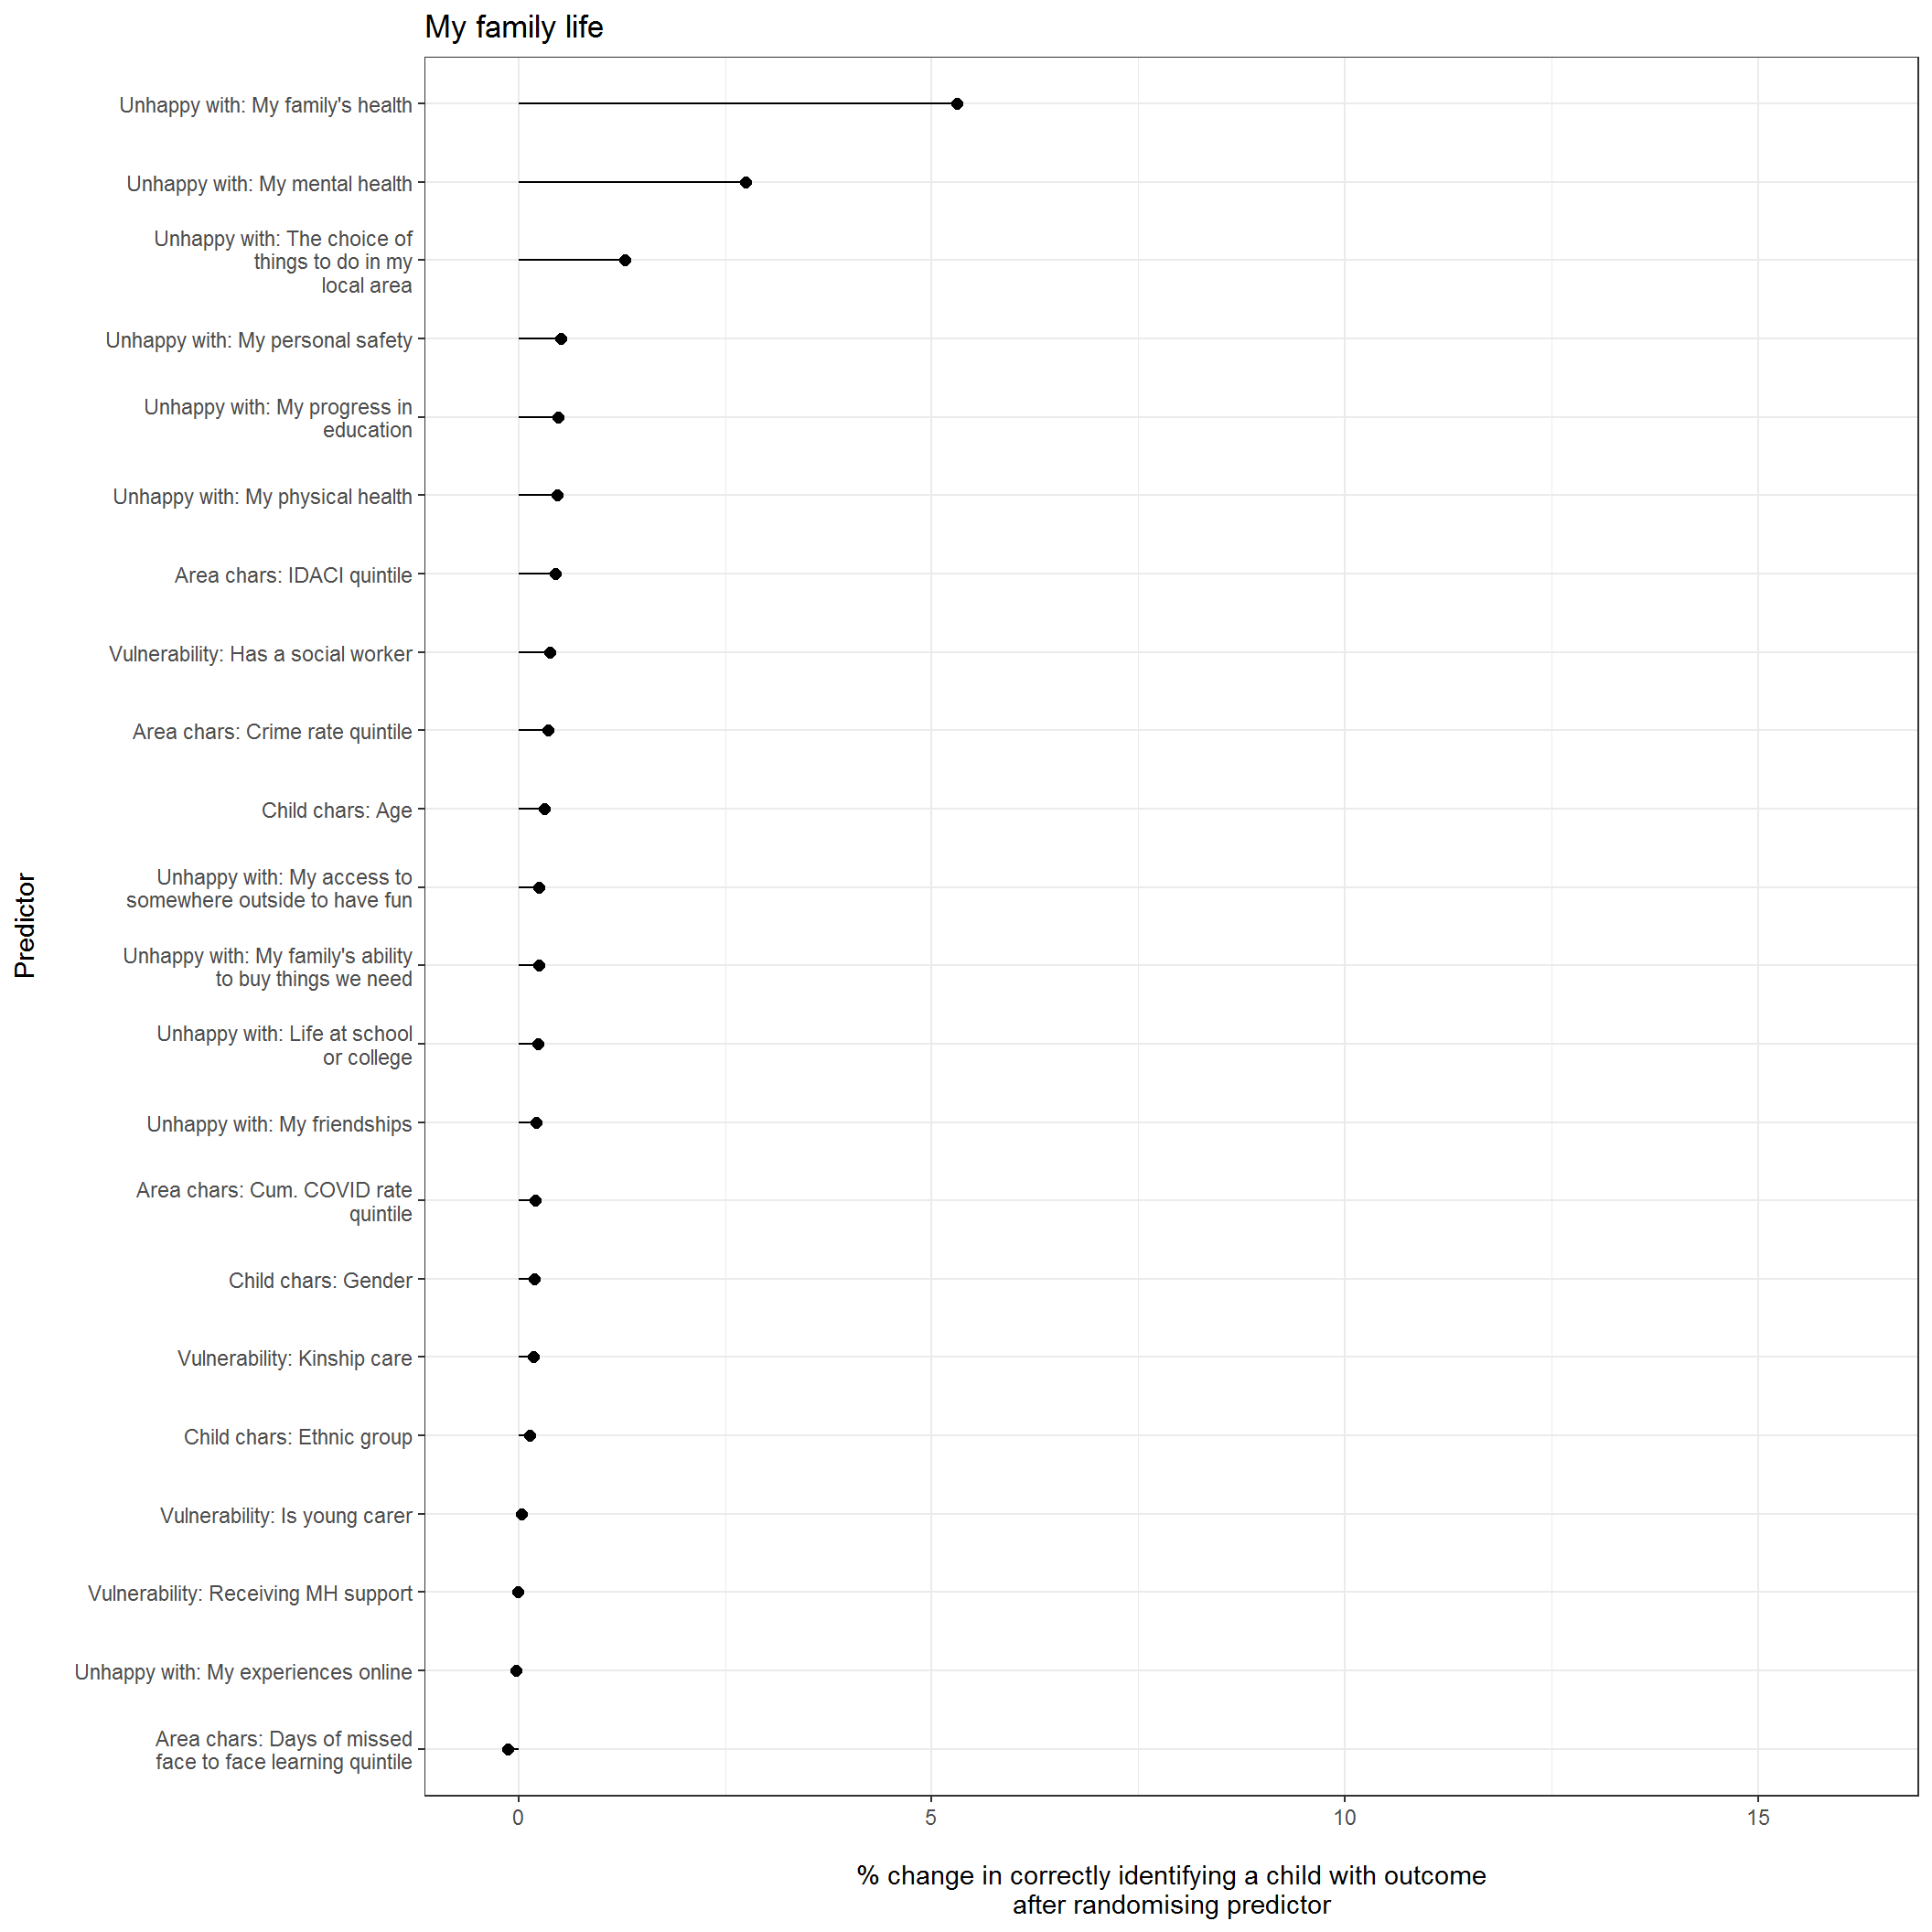 My family life
Unhappy with: My family's health
Unhappy with: My mental health
Unhappy with: The choice of
things to do in my
local area
Unhappy with: My personal safety
Unhappy with: My progress in
education
Unhappy with: My physical health
Area chars: IDACI quintile
Vulnerability: Has a social worker
Area chars: Crime rate quintile
Child chars: Age
Unhappy with: My access to
somewhere outside to have fun
Unhappy with: My family's ability
to buy things we need
Unhappy with: Life at school
or college
Unhappy with: My friendships
Area chars: Cum. COVID rate
quintile
Child chars: Gender
Vulnerability: Kinship care
Child chars: Ethnic group
Vulnerability: Is young carer
Vulnerability: Receiving MH support
Unhappy with: My experiences online
Area chars: Days of missed
face to face learning quintile
Predictor
0 5 10 15
% change in correctly identifying a child with outcome
after randomising predictor